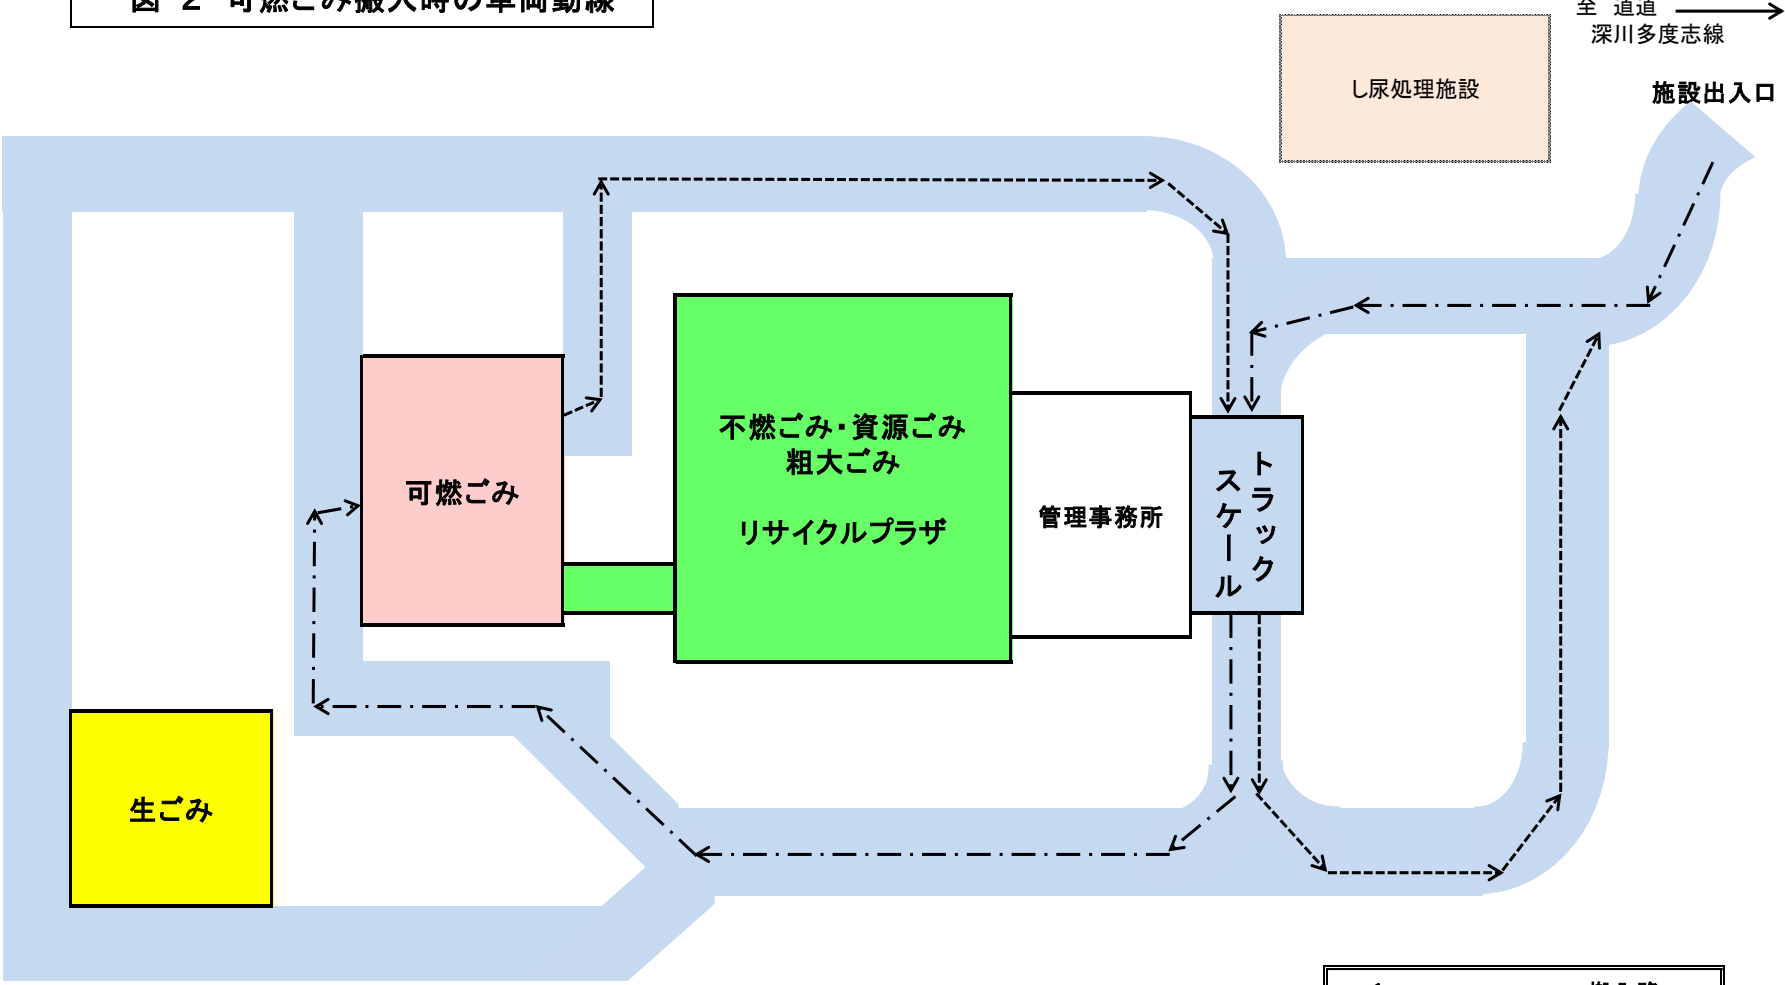 図 2 可燃ごみ搬入時の車両動線
至 道道
深川多度志線
し尿処理施設
施設出入口
不燃ごみ・資源ごみ
粗大ごみ
リサイクルプラザ
可燃ごみ
管理事務所
トラック
スケール
生ごみ